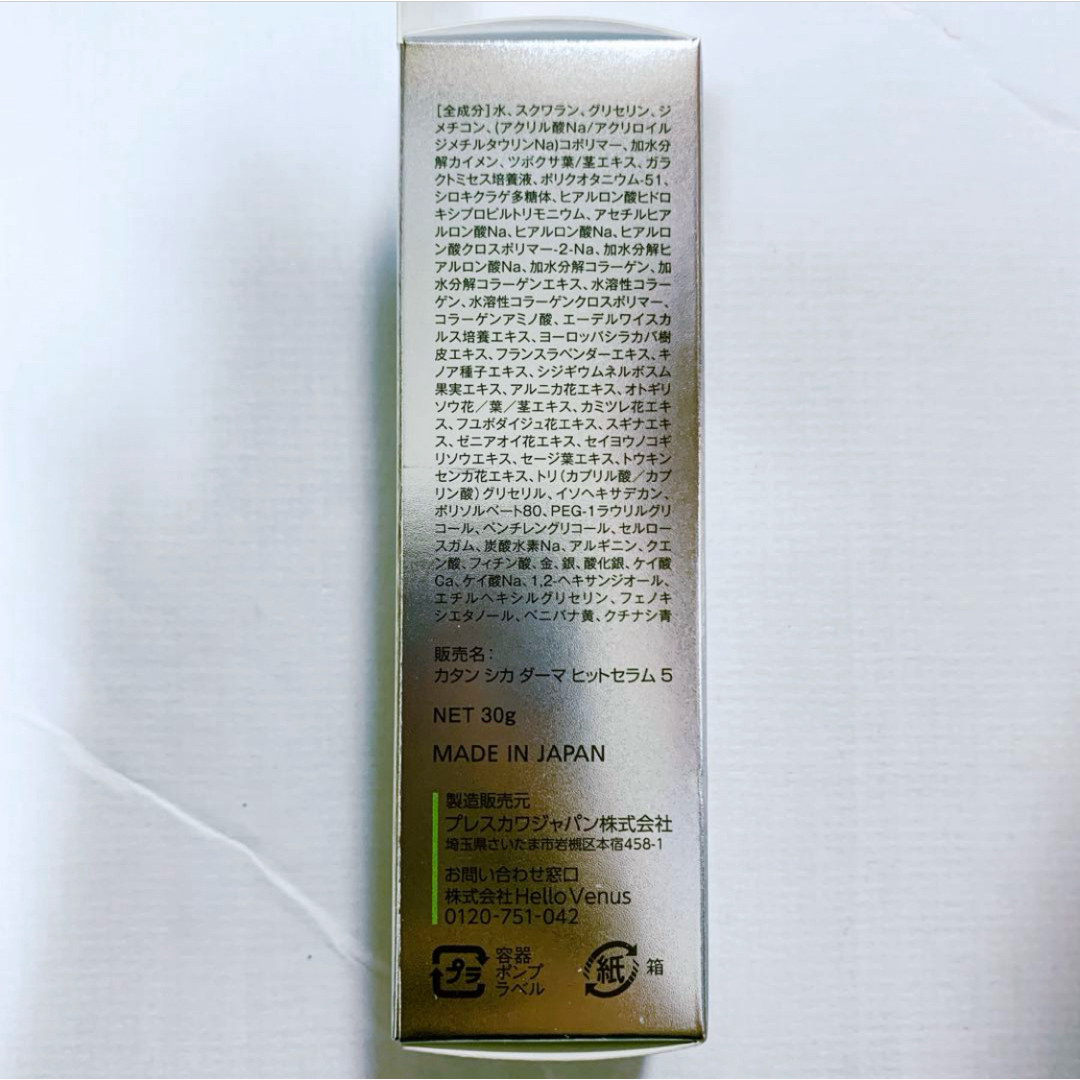 [全成分]水、スクワラン、グリセリン、ジ
メチコン、(アクリル酸Na/アクリロイル
ジメチルタウリンNa)コポリマー、加水分
解カイメン、ツボクサ葉/茎エキス、ガラ
クトミセス培養液、ポリクオタニウム-51、
シロキクラゲ多糖体、ヒアルロン酸ヒドロ
キシプロピルトリモニウム、アセチルヒア
ルロン酸Na、ヒアルロン酸Na、ヒアルロ
ン酸クロスポリマー-2-Na、加水分解ヒ
アルロン酸Na、加水分解コラーゲン、加
水分解コラーゲンエキス、水溶性コラー
ゲン、水溶性コラーゲンクロスポリマー、
コラーゲンアミノ酸、エーデルワイスカ
ルス培養エキス、ヨーロッパシラカバ樹
皮エキス、フランスラベンダーエキス、キ
ノア種子エキス、シジギウムネルボスム
果実エキス、アルニカ花エキス、オトギリ
ソウ花／葉／茎エキス、カミツレ花エキ
ス、フユボダイジュ花エキス、スギナエキ
ス、ゼニアオイ花エキス、セイヨウノコギ
リソウエキス、セージ葉エキス、トウキン
センカ花エキス、トリ(カプリル酸／カプ
リン酸)グリセリル、イソヘキサデカン、
ポリソルベート80、PEG-1ラウリルグリ
コール、ペンチレングリコール、セルロー
スガム、炭酸水素Na、アルギニン、クエ
ン酸、フィチン酸、金、銀、酸化銀、ケイ酸
Ca、ケイ酸Na、1,2-ヘキサンジオール、
エチルヘキシルグリセリン、フェノキ
シエタノール、ベニバナ黄、クチナシ青
販売名：
カタン シカ ダーマ ヒットセラム 5
NET 30g
MADE IN JAPAN
製造販売元
プレスカワジャパン株式会社
埼玉県さいたま市岩槻区本宿458-1
お問い合わせ窓口
株式会社Hello Venus
0120-751-042
プラ
容器
ポンプ
ラベル
紙
箱